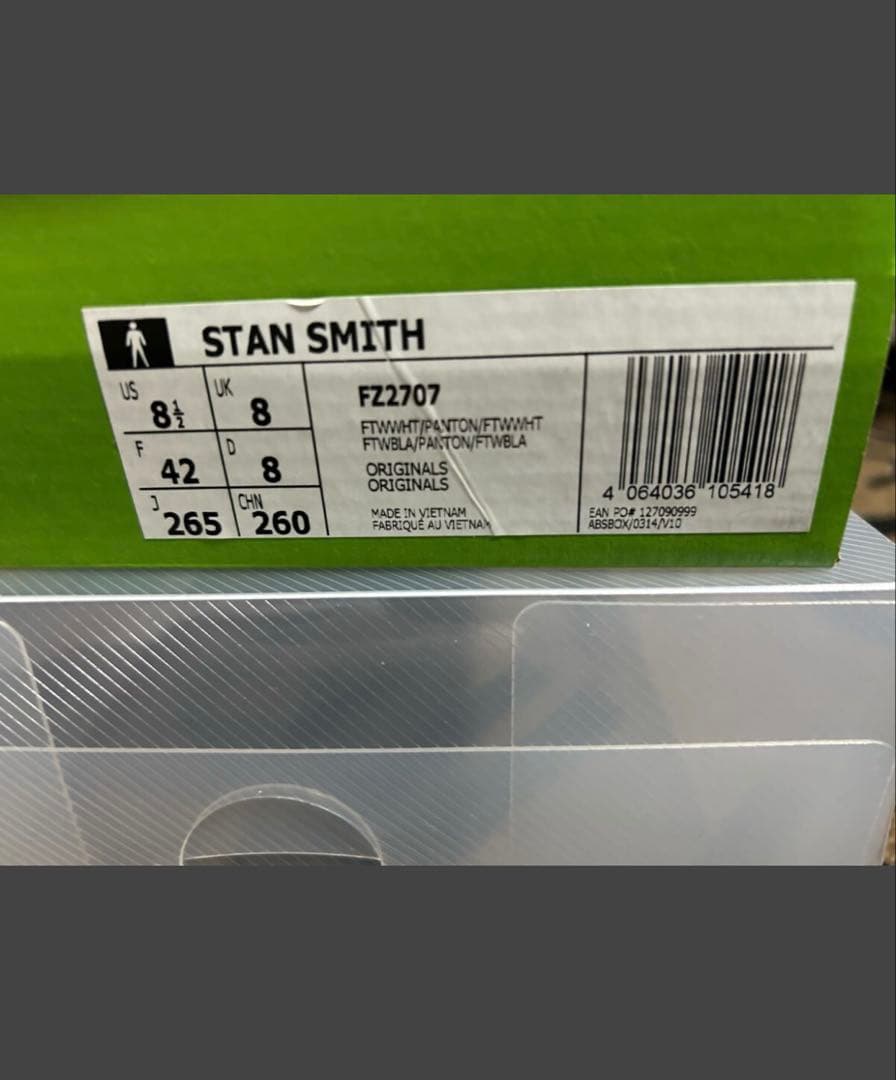 STAN SMITH
US 8½ UK 8
F 42 D 8
J 265 CHN 260
FZ2707
FTWWHT/PANTON/FTWWHT
FTWBLA/PANTON/FTWBLA
ORIGINALS
ORIGINALS
MADE IN VIETNAM
FABRIQUÉ AU VIETNAM
4 064036 105418
EAN PO# 127090999
ABSBOX/0314/V10